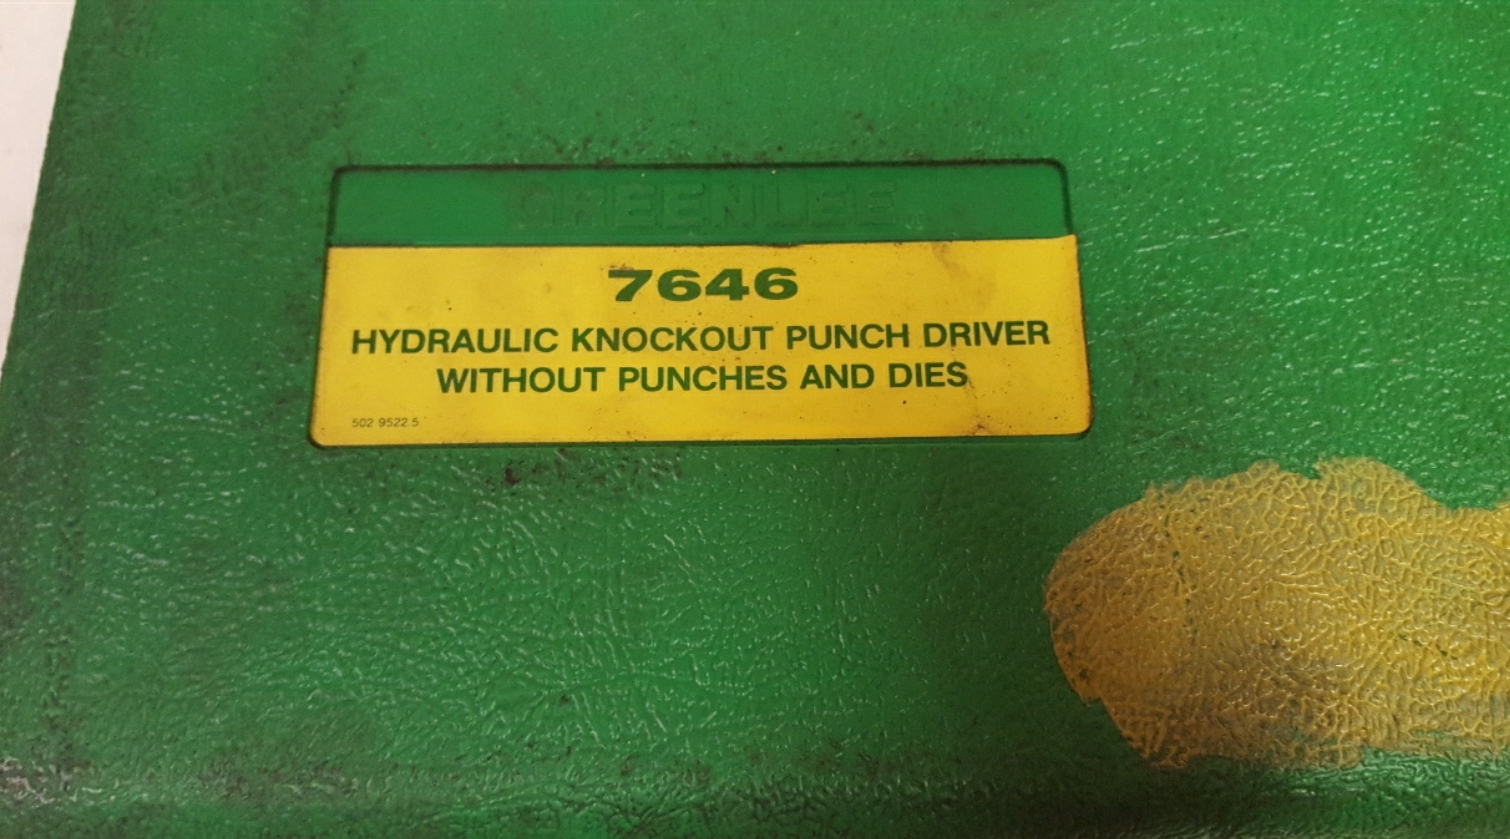 GREENLEE
7646
HYDRAULIC KNOCKOUT PUNCH DRIVER
WITHOUT PUNCHES AND DIES
502 9522.5